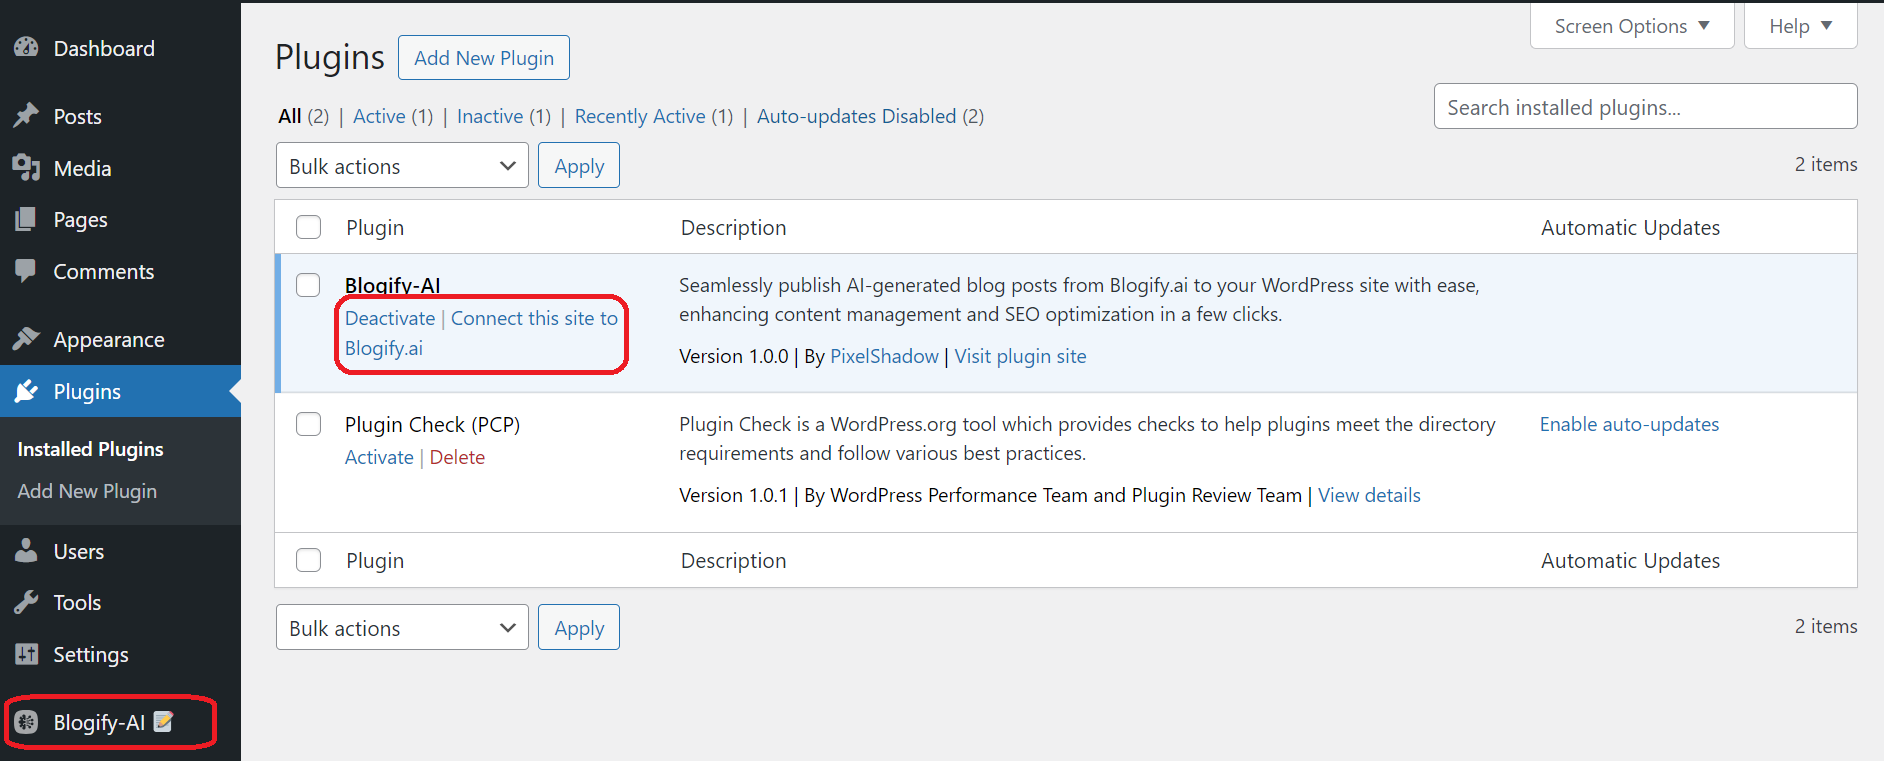 Dashboard
Posts
Media
Pages
Comments
Appearance
Plugins
Installed Plugins
Add New Plugin
Users
Tools
Settings
Blogify-AI
Screen Options
Help
Plugins
Add New Plugin
All (2) | Active (1) | Inactive (1) | Recently Active (1) | Auto-updates Disabled (2)
Search installed plugins...
Bulk actions
Apply
2 items
Plugin
Description
Automatic Updates
Blogify-AI
Deactivate | Connect this site to
Blogify.ai
Seamlessly publish AI-generated blog posts from Blogify.ai to your WordPress site with ease,
enhancing content management and SEO optimization in a few clicks.
Version 1.0.0 | By PixelShadow | Visit plugin site
Plugin Check (PCP)
Activate | Delete
Plugin Check is a WordPress.org tool which provides checks to help plugins meet the directory
requirements and follow various best practices.
Version 1.0.1 | By WordPress Performance Team and Plugin Review Team | View details
Enable auto-updates
Plugin
Description
Automatic Updates
Bulk actions
Apply
2 items